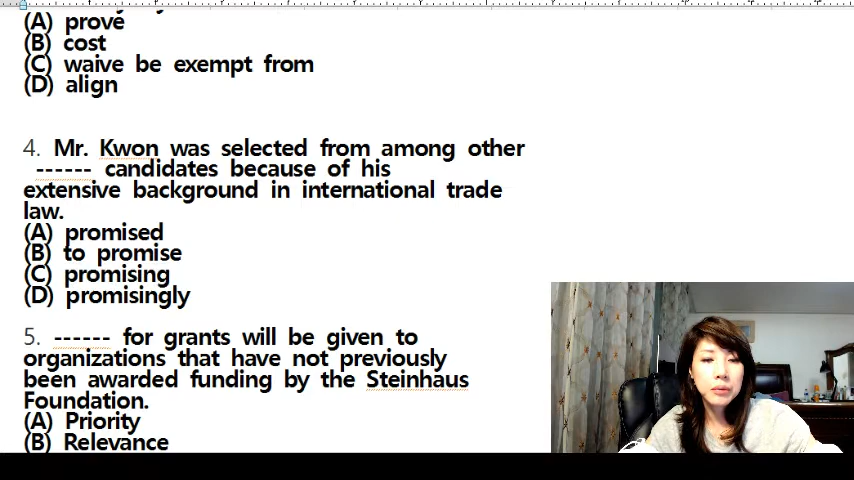 (A) prove
(B) cost
(C) waive be exempt from
(D) align
4. Mr. Kwon was selected from among other
------ candidates because of his
extensive background in international trade
law.
(A) promised
(B) to promise
(C) promising
(D) promisingly
5. ------ for grants will be given to
organizations that have not previously
been awarded funding by the Steinhaus
Foundation.
(A) Priority
(B) Relevance